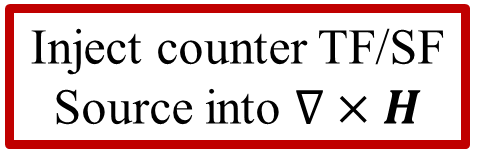 Inject counter TF/SF
Source into ∇ × H